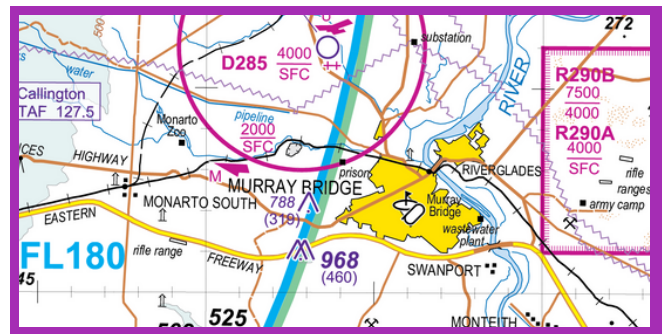 500
272
substation
D285
4000
SFC
R290B
7500
4000
R290A
4000
SFC
RIVER
water
Callington
TAF 127.5
Monarto
Zoo
pipeline
2000
SFC
HIGHWAY
M
prison
RIVERGLADES
rifle
ranges
army camp
MURRAY BRIDGE
MONARTO SOUTH
788
(319)
Murray
Bridge
wastewater
plant
EASTERN
FL180
rifle range
FREEWAY
968
(460)
SWANPORT
45
525
MONTEITH